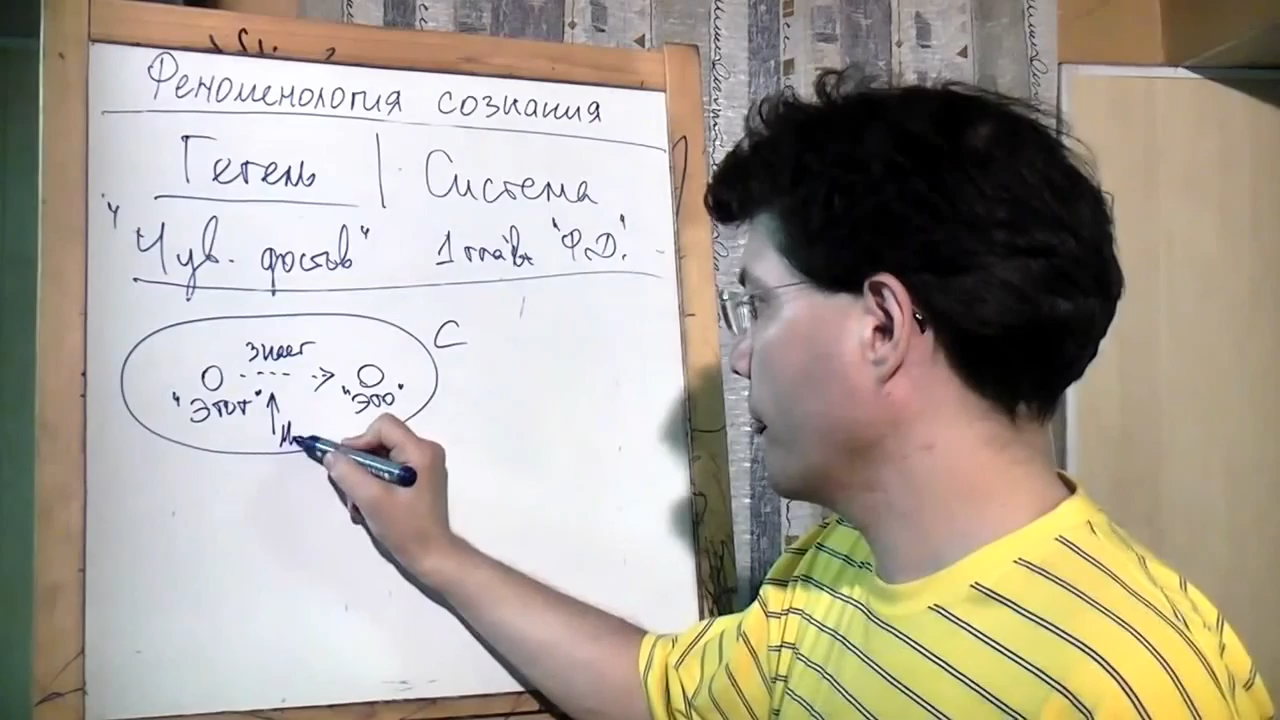 Феноменология сознания
Гегель | Система
"Чув. достов" 1 глава "Ф.Д."
С
знает
"Этот" "Это"